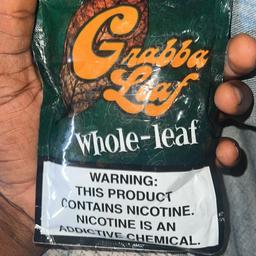 Grabba
Leaf
Whole-leaf
WARNING:
THIS PRODUCT
CONTAINS NICOTINE.
NICOTINE IS AN
ADDICTIVE CHEMICAL.